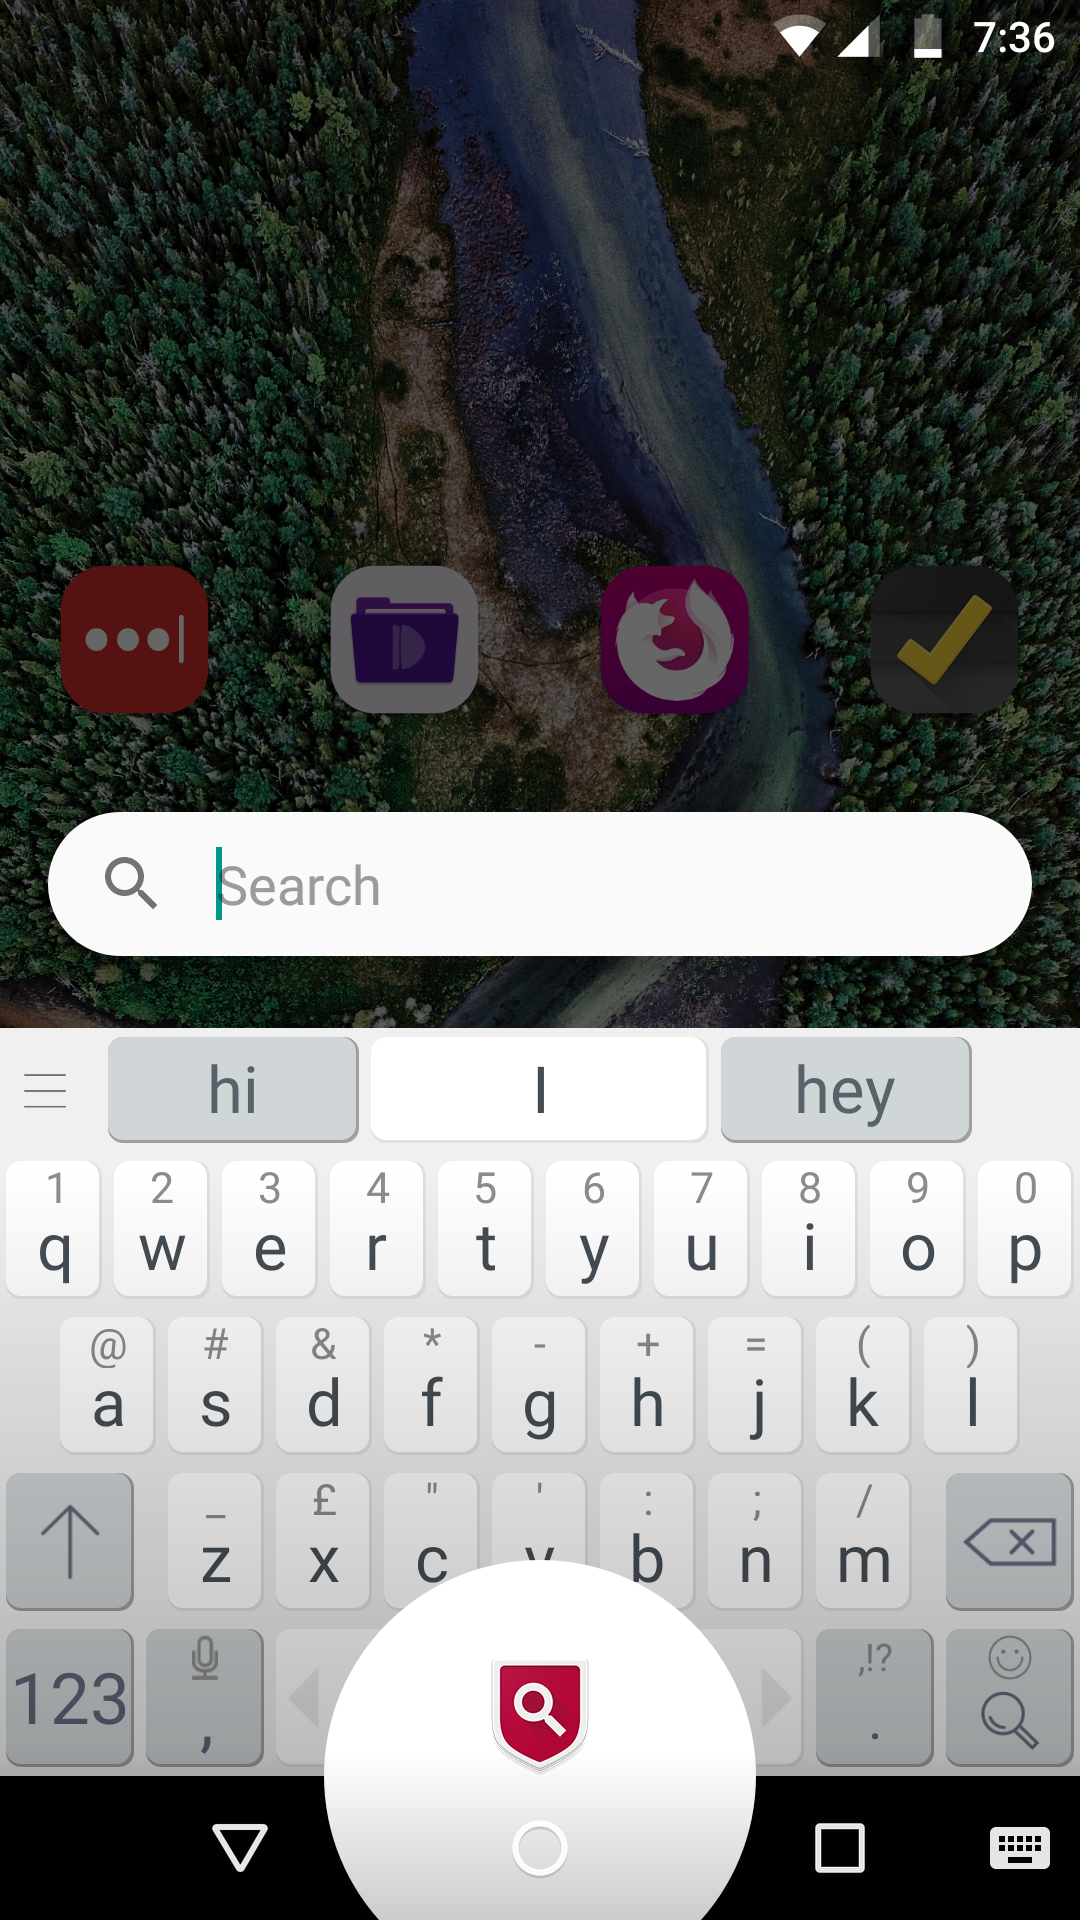 7:36
Search
hi I hey
1 2 3 4 5 6 7 8 9 0
q w e r t y u i o p
@ # & * - + = ( )
a s d f g h j k l
_ £ " ' : ; /
z x c v b n m
123 , ,!? .